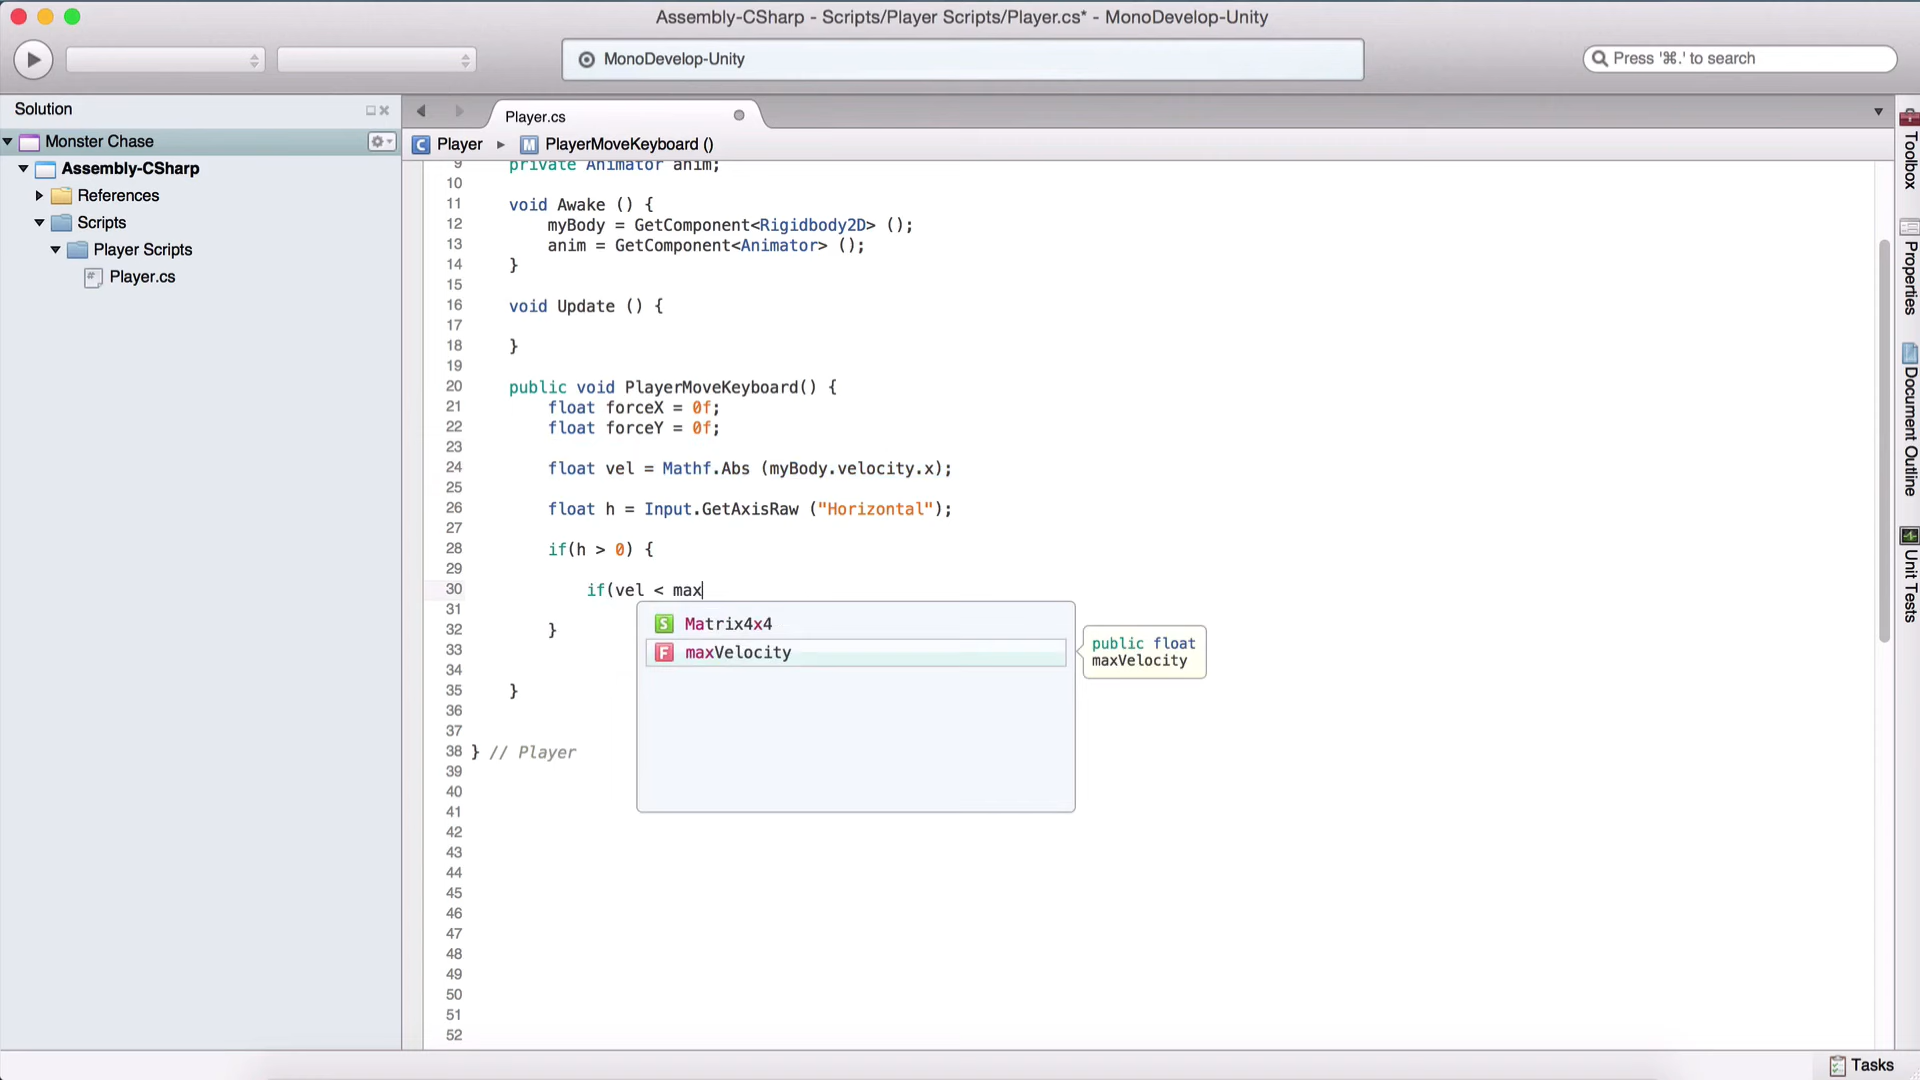 Assembly-CSharp - Scripts/Player Scripts/Player.cs* - MonoDevelop-Unity
MonoDevelop-Unity
Press '⌘.' to search
Solution
Monster Chase
Assembly-CSharp
References
Scripts
Player Scripts
Player.cs
Player.cs
Player ▸ PlayerMoveKeyboard ()
9 private Animator anim;
10
11 void Awake () {
12 myBody = GetComponent<Rigidbody2D> ();
13 anim = GetComponent<Animator> ();
14 }
15
16 void Update () {
17
18 }
19
20 public void PlayerMoveKeyboard() {
21 float forceX = 0f;
22 float forceY = 0f;
23
24 float vel = Mathf.Abs (myBody.velocity.x);
25
26 float h = Input.GetAxisRaw ("Horizontal");
27
28 if(h > 0) {
29
30 if(vel < max
31
32 }
33
34
35 }
36
37
38 } // Player
39
40
41
42
43
44
45
46
47
48
49
50
51
52
S Matrix4x4
F maxVelocity
public float
maxVelocity
Toolbox
Properties
Document Outline
Unit Tests
Tasks